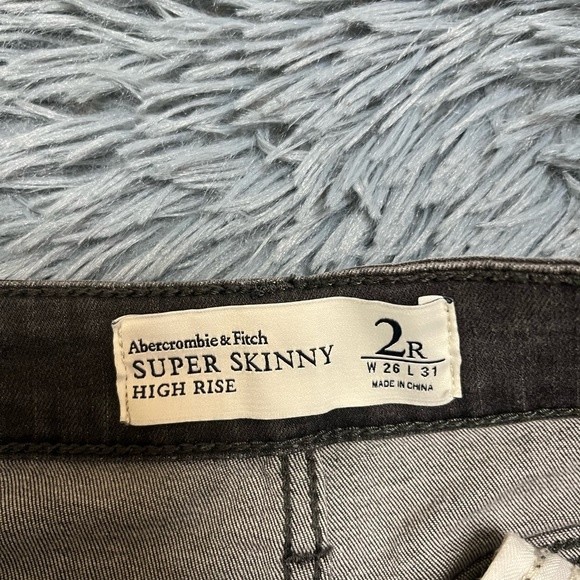 Abercrombie & Fitch
SUPER SKINNY
HIGH RISE
2R
W 26 L 31
MADE IN CHINA